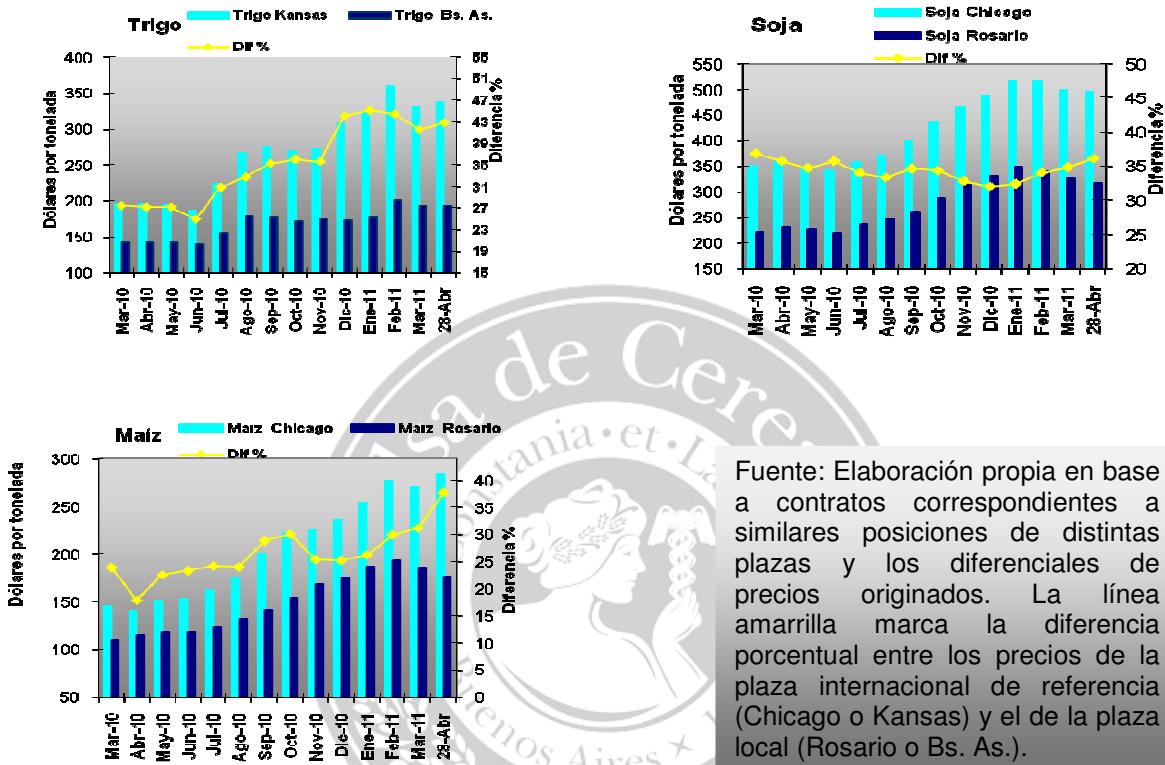 Trigo
Trigo Kansas
Trigo Bs. As.
Dif %
Dólares por tonelada
400
350
300
250
200
150
100
55
51
47
43
39
35
31
27
23
19
15
Diferencia %
Mar-10
Abr-10
May-10
Jun-10
Jul-10
Ago-10
Sep-10
Oct-10
Nov-10
Dic-10
Ene-11
Feb-11
Mar-11
28-Abr
Soja
Soja Chicago
Soja Rosario
Dif %
Dólares por tonelada
550
500
450
400
350
300
250
200
150
50
45
40
35
30
25
20
Diferencia %
Mar-10
Abr-10
May-10
Jun-10
Jul-10
Ago-10
Sep-10
Oct-10
Nov-10
Dic-10
Ene-11
Feb-11
Mar-11
28-Abr
Maíz
Maiz Chicago
Maiz Rosario
Dif %
Dólares por tonelada
300
250
200
150
100
50
40
35
30
25
20
15
10
5
0
Diferencia %
Mar-10
Abr-10
May-10
Jun-10
Jul-10
Ago-10
Sep-10
Oct-10
Nov-10
Dic-10
Ene-11
Feb-11
Mar-11
28-Abr
Fuente: Elaboración propia en base
a contratos correspondientes a
similares posiciones de distintas
plazas y los diferenciales de
precios originados. La línea
amarrilla marca la diferencia
porcentual entre los precios de la
plaza internacional de referencia
(Chicago o Kansas) y el de la plaza
local (Rosario o Bs. As.).
de
et
Aires